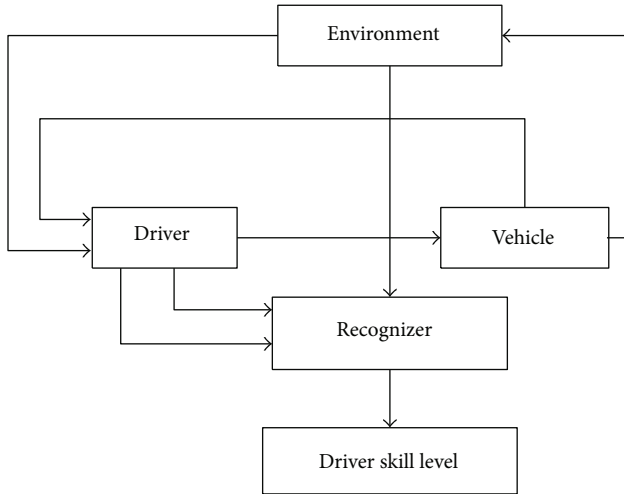 Environment
Driver
Vehicle
Recognizer
Driver skill level